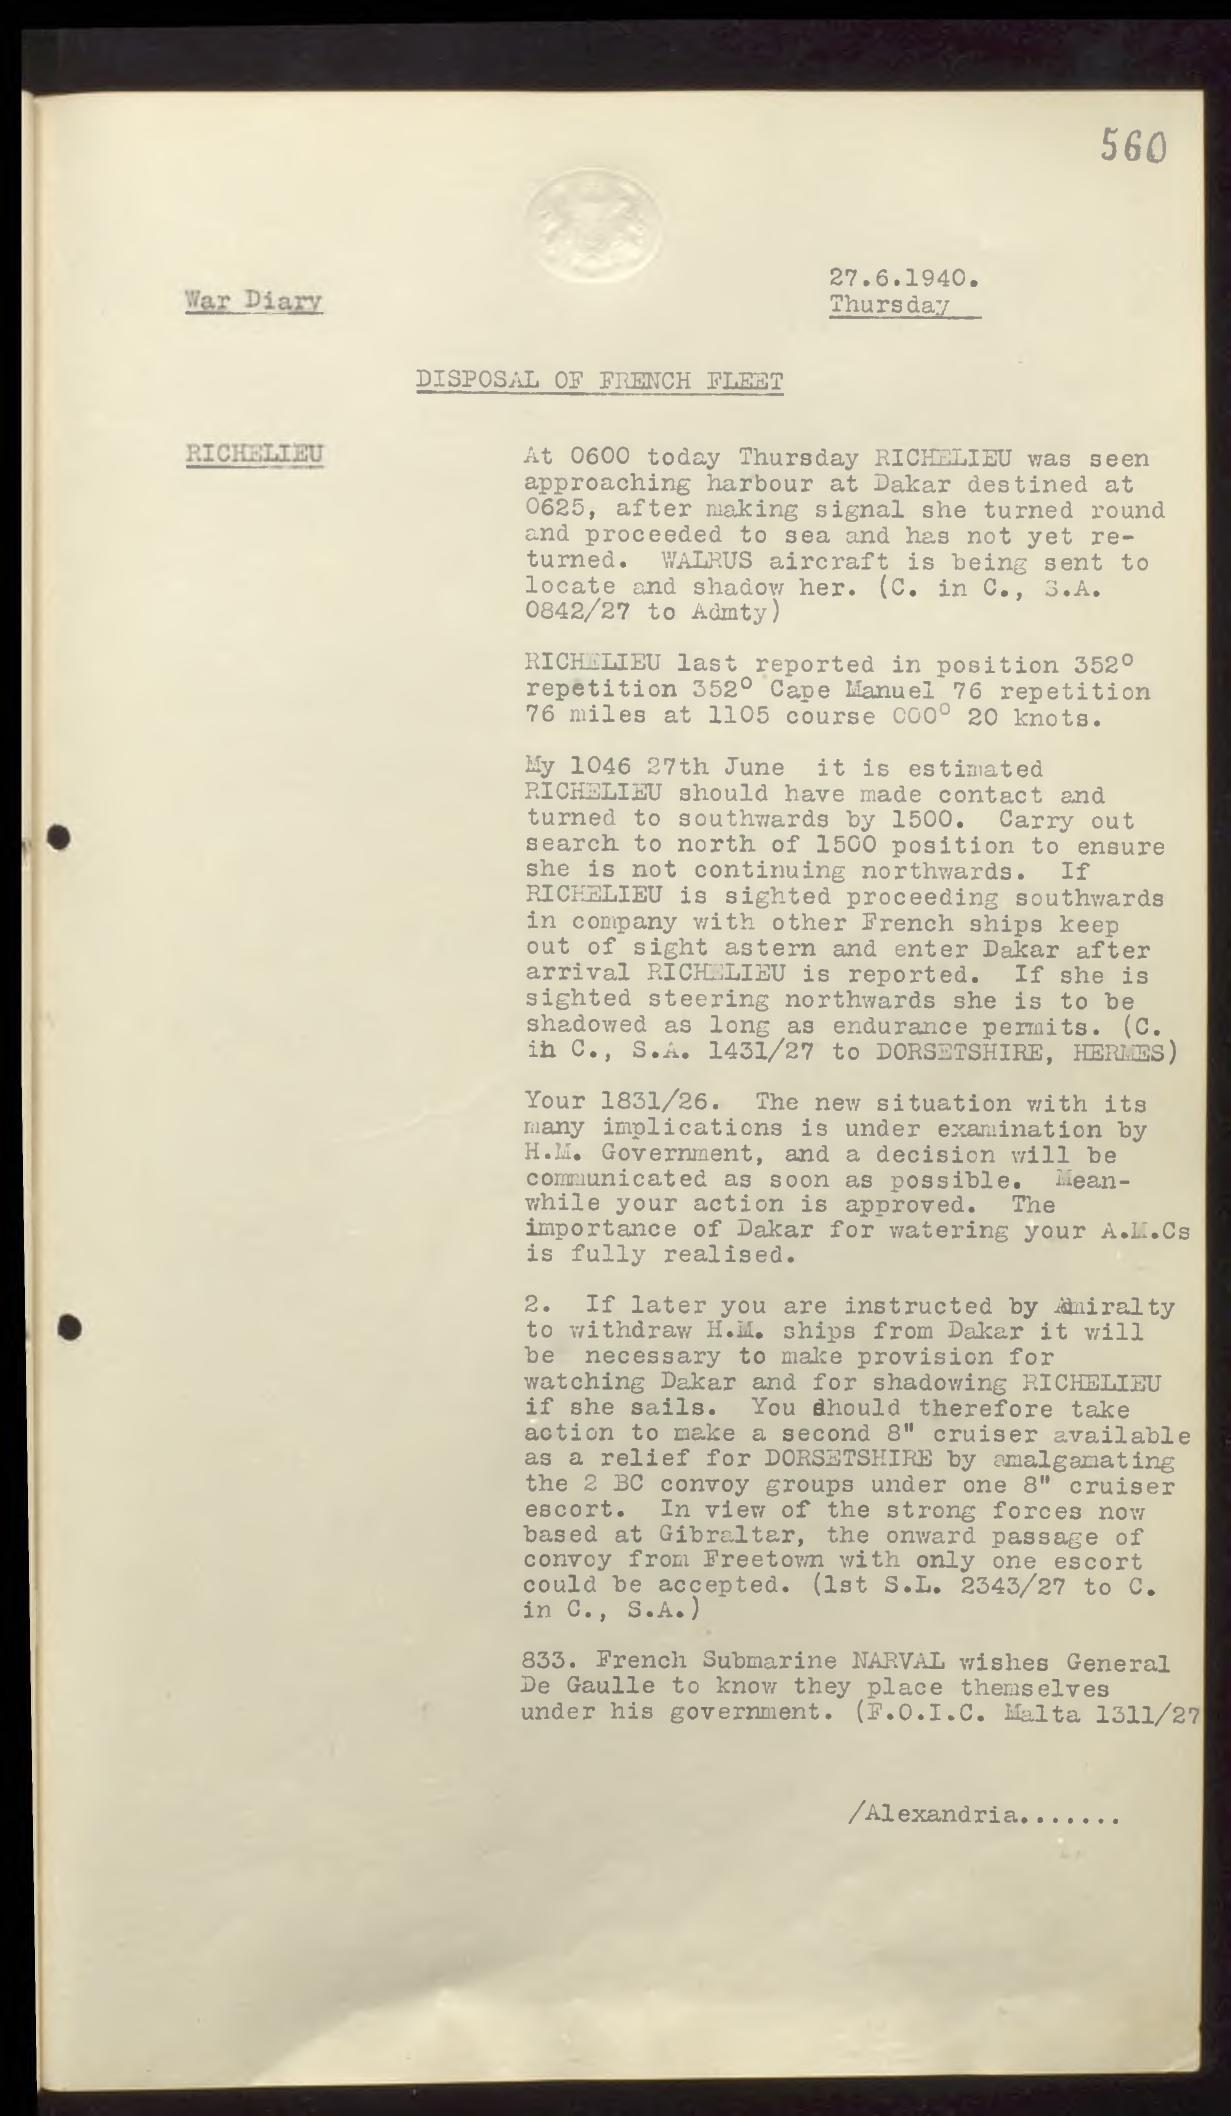 560
27.6.1940.
War Diary
Thursday
DISPOSAL OF FRENCH FLEET
RICHELIEU
At 0600 today Thursday RICHELIEU was seen
approaching harbour at Dakar destined at
0625, after making signal she turned round
and proceeded to sea and has not yet re-
turned. WALRUS aircraft is being sent to
locate and shadow her. (C. in C., S.A.
0842/27 to Admty)
RICHELIEU last reported in position 352°
repetition 352° Cape Manuel 76 repetition
76 miles at 1105 course 000° 20 knots.
My 1046 27th June it is estimated
RICHELIEU should have made contact and
turned to southwards by 1500. Carry out
search to north of 1500 position to ensure
she is not continuing northwards. If
RICHELIEU is sighted proceeding southwards
in company with other French ships keep
out of sight astern and enter Dakar after
arrival RICHELIEU is reported. If she is
sighted steering northwards she is to be
shadowed as long as endurance permits. (C.
in C., S.A. 1431/27 to DORSETSHIRE, HERMES)
Your 1831/26. The new situation with its
many implications is under examination by
H.M. Government, and a decision will be
communicated as soon as possible. Mean-
while your action is approved. The
importance of Dakar for watering your A.M.Cs
is fully realised.
2. If later you are instructed by Admiralty
to withdraw H.M. ships from Dakar it will
be necessary to make provision for
watching Dakar and for shadowing RICHELIEU
if she sails. You should therefore take
action to make a second 8" cruiser available
as a relief for DORSETSHIRE by amalgamating
the 2 BC convoy groups under one 8" cruiser
escort. In view of the strong forces now
based at Gibraltar, the onward passage of
convoy from Freetown with only one escort
could be accepted. (1st S.L. 2343/27 to C.
in C., S.A.)
833. French Submarine NARVAL wishes General
De Gaulle to know they place themselves
under his government. (F.O.I.C. Malta 1311/27
/Alexandria.......